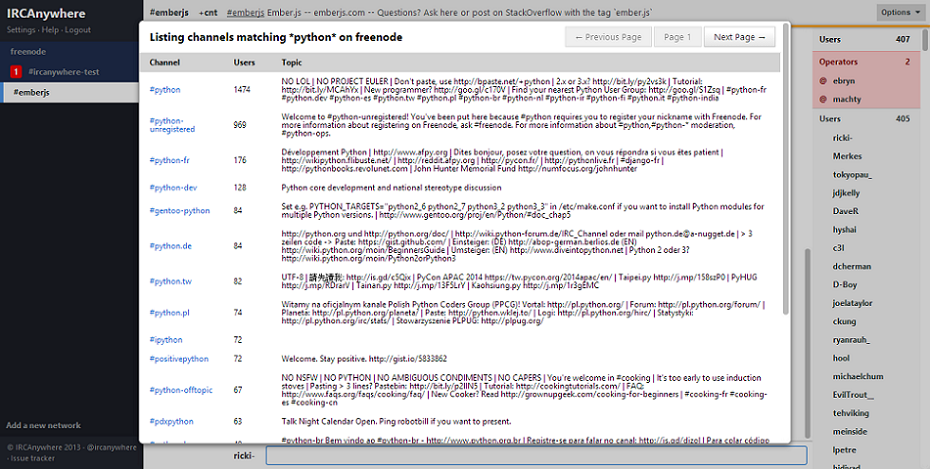 IRCAnywhere
Settings · Help · Logout
freenode
1 #ircanywhere-test
#emberjs
Add a new network
© IRCAnywhere 2013 · @ircanywhere
· Issue tracker
#emberjs +cnt #emberjs Ember.js -- emberjs.com -- Questions? Ask here or post on StackOverflow with the tag `ember.js`
Options
Listing channels matching *python* on freenode
← Previous Page Page 1 Next Page →
Channel Users Topic
#python 1474
NO LOL | NO PROJECT EULER | Don't paste, use http://bpaste.net/+python | 2.x or 3.x? http://bit.ly/py2vs3k | Tutorial:
http://bit.ly/MCAhYx | New programmer? http://goo.gl/c170V | Find your nearest Python User Group: http://goo.gl/S1Zsq | #python-fr
#python.dev #python-es #python.tw #python.pl #python-br #python-nl #python-ir #python-fi #python.it #python-india
#python-
unregistered 969
Welcome to #python-unregistered! You've been put here because #python requires you to register your nickname with Freenode. For
more information about registering on Freenode, ask #freenode. For more information about #python,#python-* moderation,
#python-ops.
#python-fr 176
Développement Python | http://www.afpy.org | Dites bonjour, posez votre question, on vous répondra si vous êtes patient |
http://wikipython.flibuste.net/ | http://reddit.afpy.org | http://pycon.fr/ | http://pythonlive.fr | #django-fr |
http://pythonbooks.revolunet.com | John Hunter Memorial Fund http://numfocus.org/johnhunter
#python-dev 128 Python core development and national stereotype discussion
#gentoo-python 84
Set e.g. PYTHON_TARGETS="python2_6 python2_7 python3_2 python3_3" in /etc/make.conf if you want to install Python modules for
multiple Python versions. | http://www.gentoo.org/proj/en/Python/#doc_chap5
#python.de 84
http://python.org und http://python.org/doc/ | http://wiki.python-forum.de/IRC_Channel oder mail python.de@a-nugget.de | > 3
zeilen code -> Paste: https://gist.github.com/ | Einsteiger: (DE) http://abop-german.berlios.de (EN)
http://wiki.python.org/moin/BeginnersGuide | Umsteiger: (EN) http://www.diveintopython.net | Python 2 oder 3?
http://wiki.python.org/moin/Python2orPython3
#python.tw 82
UTF-8 | 請先讀我: http://is.gd/c5Qix | PyCon APAC 2014 https://tw.pycon.org/2014apac/en/ | Taipei.py http://j.mp/158szP0 | PyHUG
http://j.mp/RDrarV | Tainan.py http://j.mp/13F5LrY | Kaohsiung.py http://j.mp/1r3gEMC
#python.pl 74
Witamy na oficjalnym kanale Polish Python Coders Group (PPCG)! Vortal: http://pl.python.org/ | Forum: http://pl.python.org/forum/ |
Planeta: http://pl.python.org/planeta/ | Paste: http://python.wklej.to/ | Logi: http://pl.python.org/hirc/ | Statystyki:
http://pl.python.org/irc/stats/ | Stowarzyszenie PLPUG: http://plpug.org/
#ipython 72
#positivepython 72 Welcome. Stay positive. http://gist.io/5833862
#python-offtopic 67
NO NSFW | NO PYTHON | NO AMBIGUOUS CONDIMENTS | NO CAPERS | You're welcome in #cooking | It's too early to use induction
stoves | Pasting > 3 lines? Pastebin: http://bit.ly/p2IIN5 | Tutorial: http://cookingtutorials.com/ | FAQ:
http://www.faqs.org/faqs/cooking/faq/ | New Cooker? Read http://grownupgeek.com/cooking-for-beginners | #cooking-fr #cooking-
es #cooking-cn
#pdxpython 63 Talk Night Calendar Open. Ping robotbill if you want to present.
#python-br Bem vindo ao #python-br - http://www.python.org.br | Registre-se para falar no canal: http://is.gd/dizol | Para colar código
ricki-
Users 407
Operators 2
@ ebryn
@ machty
Users 405
ricki-
Merkes
tokyopau_
jdjkelly
DaveR
hyshai
c3l
dcherman
D-Boy
joelataylor
ckung
ryanrauh_
hool
michaelchum
EvilTrout__
tehviking
meinside
Inpete